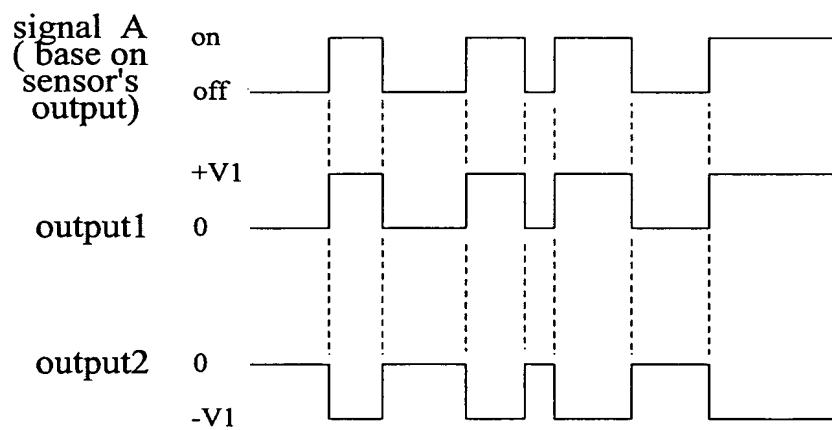 signal A
( base on
sensor's
output)
on
off
+V1
output1 0
output2 0
-V1